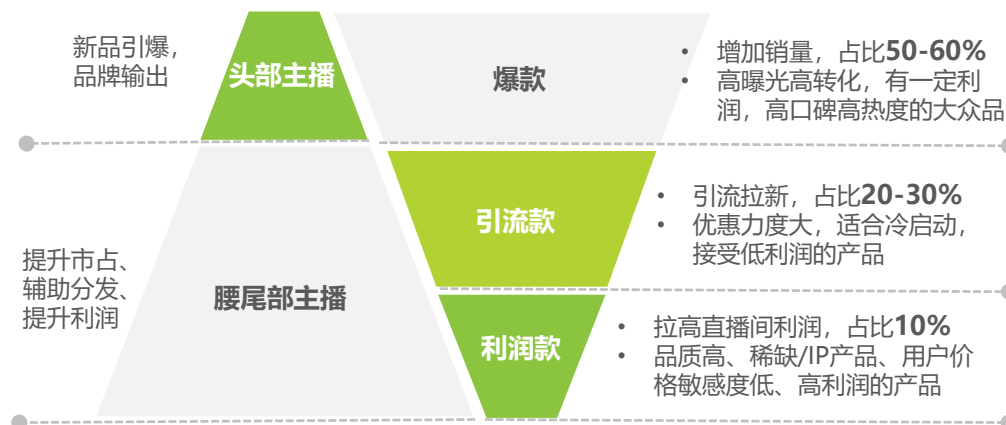 新品引爆，
品牌输出
头部主播
爆款
• 增加销量，占比50-60%
• 高曝光高转化，有一定利
润，高口碑高热度的大众品
提升市占、
辅助分发、
提升利润
腰尾部主播
引流款
• 引流拉新，占比20-30%
• 优惠力度大，适合冷启动，
接受低利润的产品
利润款
• 拉高直播间利润，占比10%
• 品质高、稀缺/IP产品、用户价
格敏感度低、高利润的产品